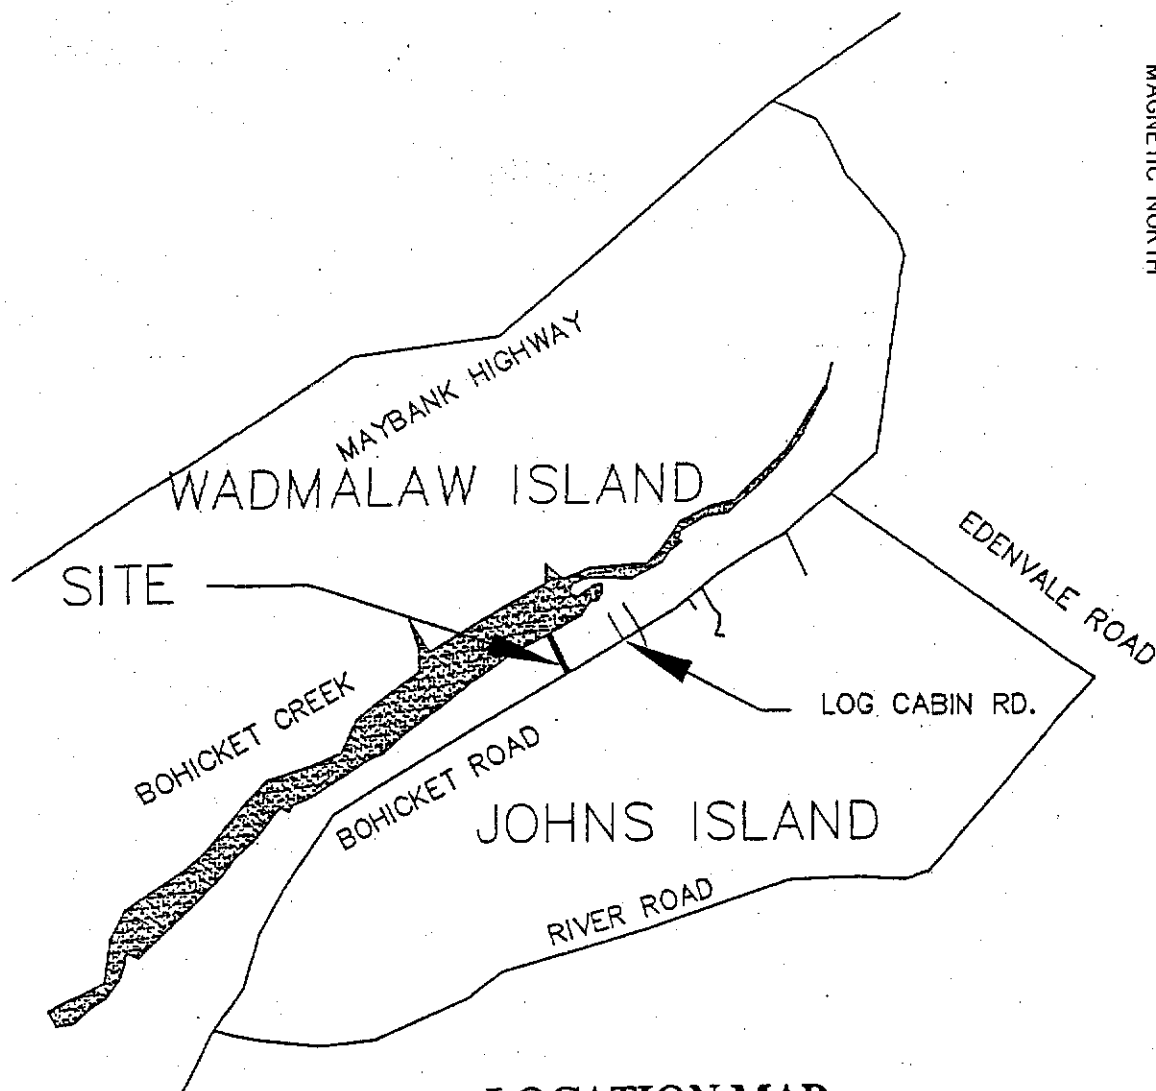 MAGNETIC NORTH
MAYBANK HIGHWAY
WADMALAW ISLAND
SITE
EDENVALE ROAD
BOHICKET CREEK
LOG CABIN RD.
BOHICKET ROAD
JOHNS ISLAND
RIVER ROAD
LOCATION MAP